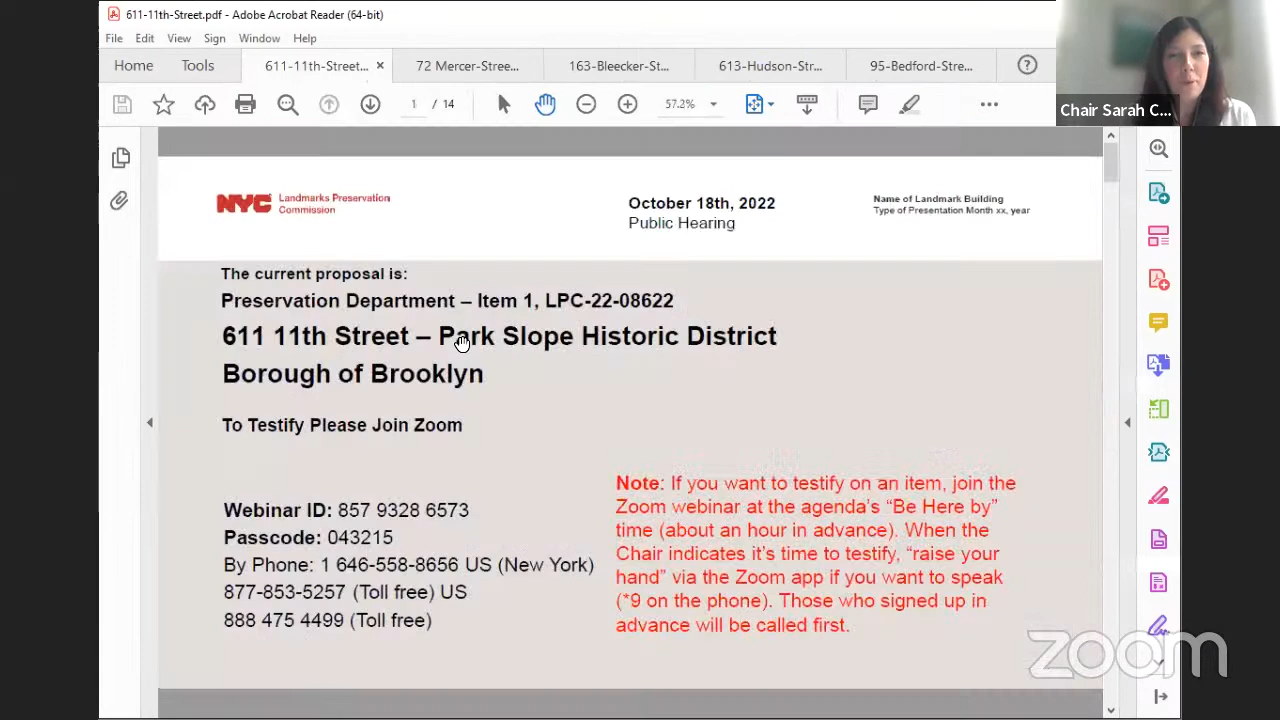 611-11th-Street.pdf - Adobe Acrobat Reader (64-bit)
File Edit View Sign Window Help
Home Tools 611-11th-Street... × 72 Mercer-Stree... 163-Bleecker-St... 613-Hudson-Str... 95-Bedford-Stre...
1 / 14 57.2%
Chair Sarah C...
NYC Landmarks Preservation
Commission
October 18th, 2022
Public Hearing
Name of Landmark Building
Type of Presentation Month xx, year
The current proposal is:
Preservation Department – Item 1, LPC-22-08622
611 11th Street – Park Slope Historic District
Borough of Brooklyn
To Testify Please Join Zoom
Webinar ID: 857 9328 6573
Passcode: 043215
By Phone: 1 646-558-8656 US (New York)
877-853-5257 (Toll free) US
888 475 4499 (Toll free)
Note: If you want to testify on an item, join the
Zoom webinar at the agenda’s “Be Here by”
time (about an hour in advance). When the
Chair indicates it’s time to testify, “raise your
hand” via the Zoom app if you want to speak
(*9 on the phone). Those who signed up in
advance will be called first.
zoom